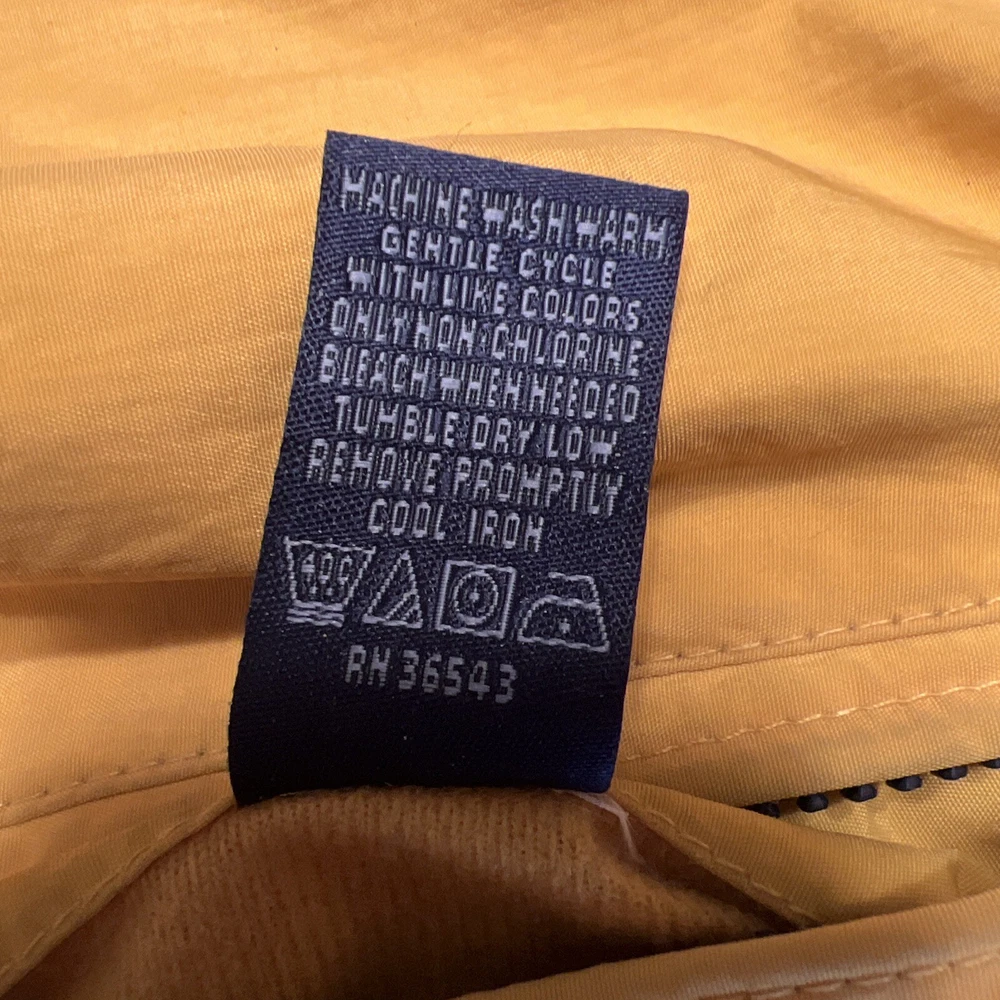 MACHINE WASH WARM,
GENTLE CYCLE
WITH LIKE COLORS
ONLY NON CHLORINE
BLEACH WHEN NEEDED
TUMBLE DRY LOW.
REMOVE PROMPTLY
COOL IRON
40C
RN 36543